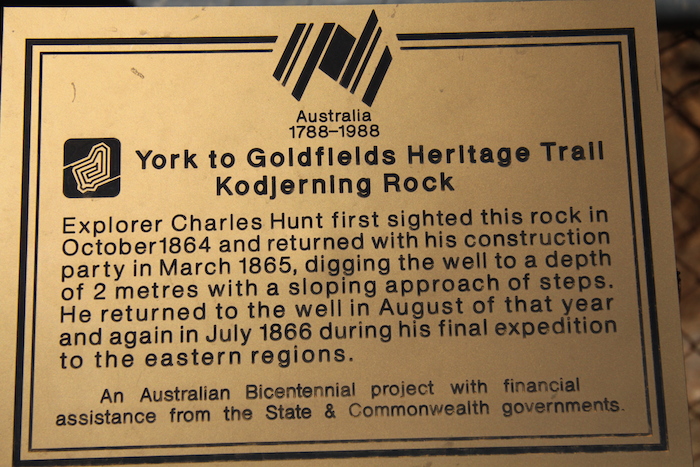 Australia
1788-1988
York to Goldfields Heritage Trail
Kodjerning Rock
Explorer Charles Hunt first sighted this rock in
October1864 and returned with his construction
party in March 1865, digging the well to a depth
of 2 metres with a sloping approach of steps.
He returned to the well in August of that year
and again in July 1866 during his final expedition
to the eastern regions.
An Australian Bicentennial project with financial
assistance from the State & Commonwealth governments.